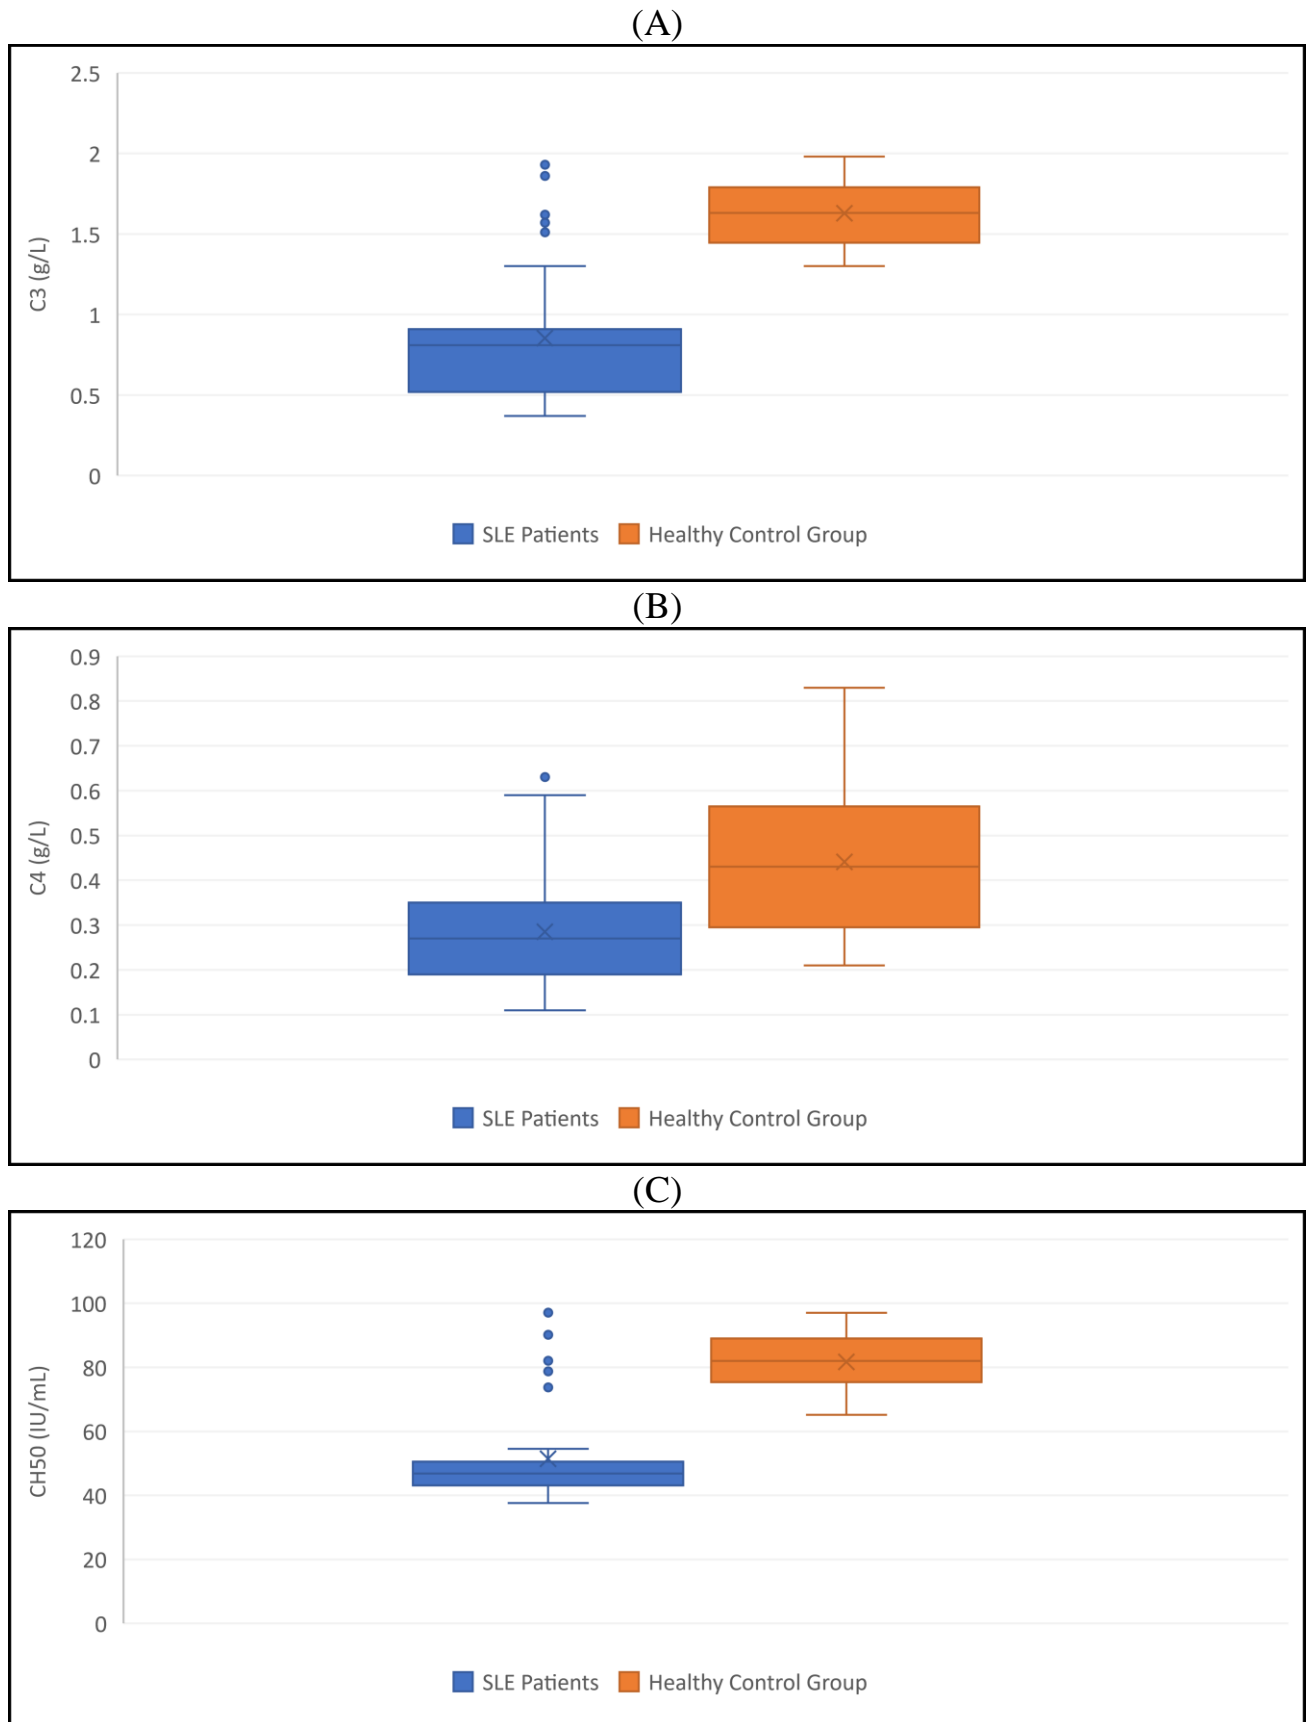 (A)
2.5
2
1.5
1
0.5
0
C3 (g/L)
SLE Patients Healthy Control Group
(B)
0.9
0.8
0.7
0.6
0.5
0.4
0.3
0.2
0.1
0
C4 (g/L)
SLE Patients Healthy Control Group
(C)
120
100
80
60
40
20
0
CH50 (IU/mL)
SLE Patients Healthy Control Group